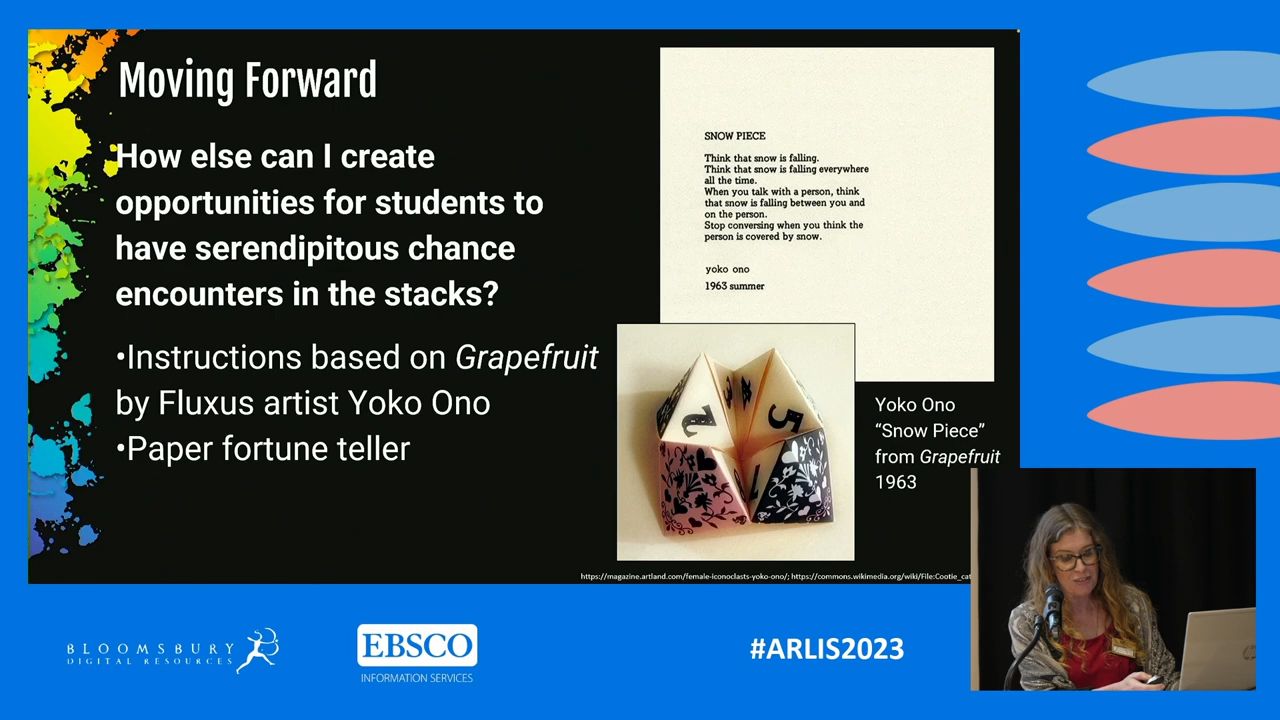 Moving Forward
How else can I create
opportunities for students to
have serendipitous chance
encounters in the stacks?
•Instructions based on Grapefruit
by Fluxus artist Yoko Ono
•Paper fortune teller
SNOW PIECE
Think that snow is falling.
Think that snow is falling everywhere
all the time.
When you talk with a person, think
that snow is falling between you and
on the person.
Stop conversing when you think the
person is covered by snow.
yoko ono
1963 summer
5
Yoko Ono
“Snow Piece”
from Grapefruit
1963
https://magazine.artland.com/female-iconoclasts-yoko-ono/; https://commons.wikimedia.org/wiki/File:Cootie_cat
BLOOMSBURY
DIGITAL RESOURCES
EBSCO
INFORMATION SERVICES
#ARLIS2023
hp